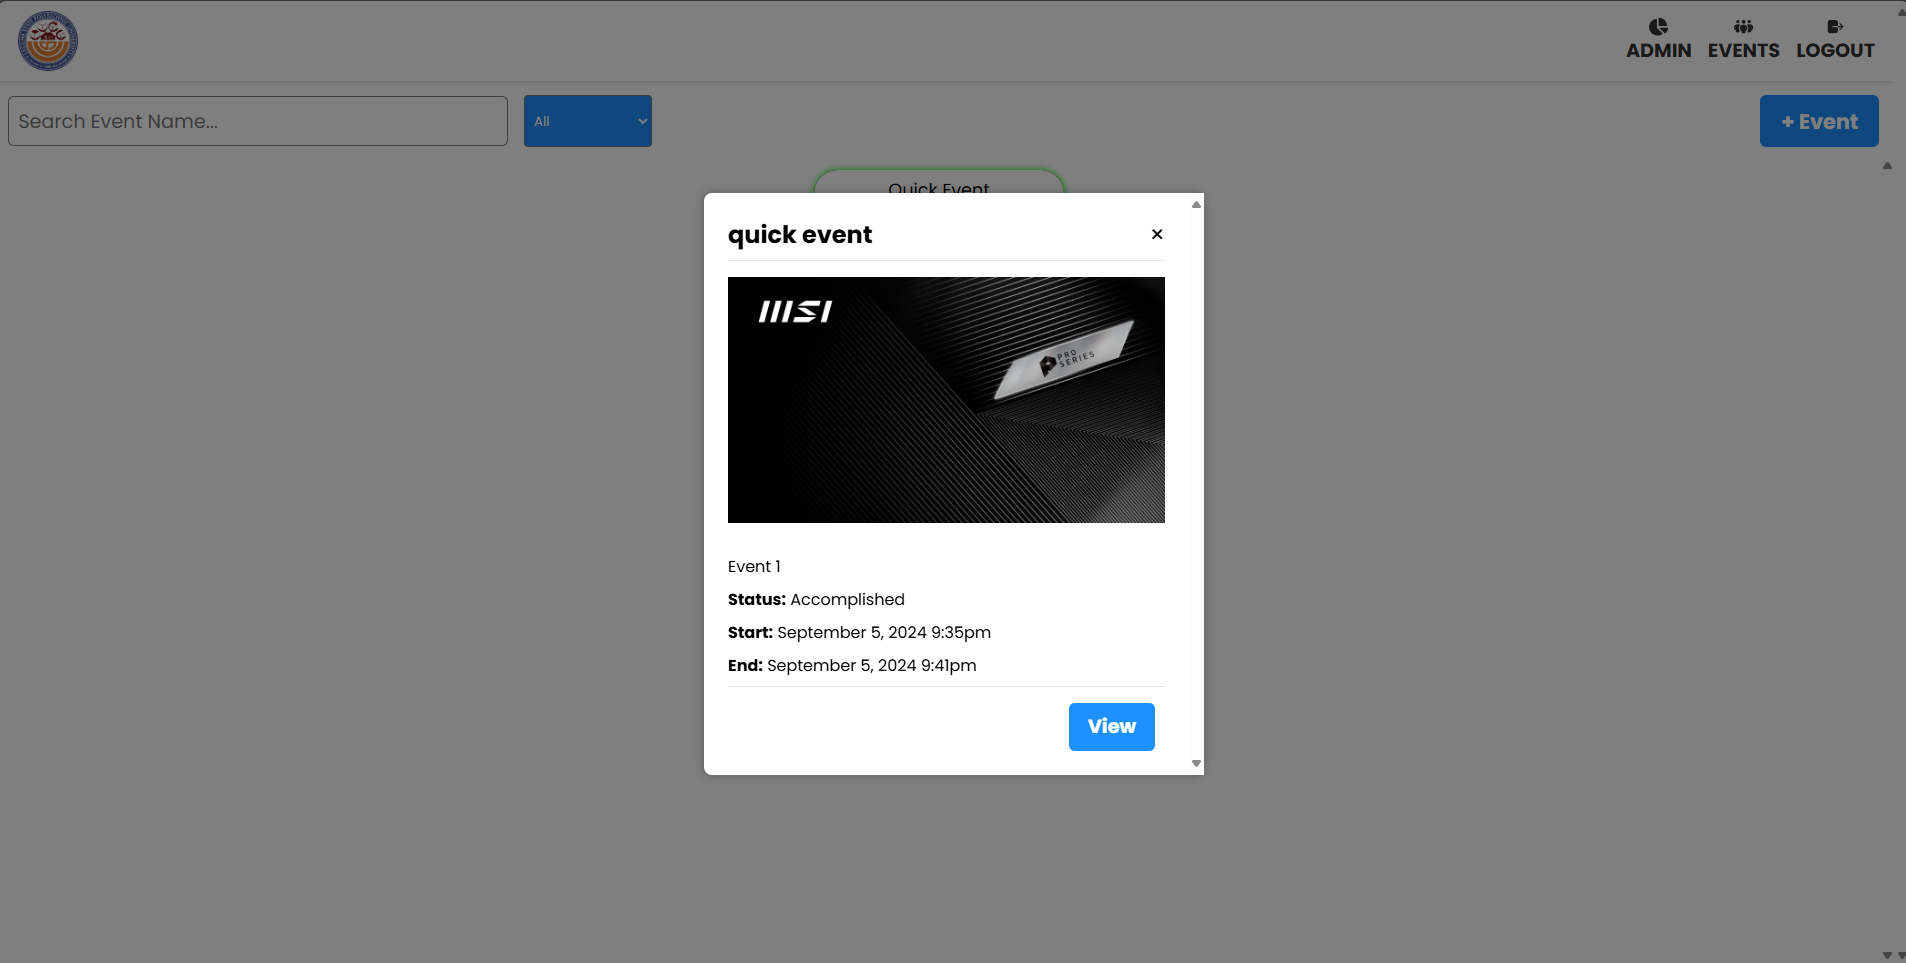 ADMIN
EVENTS
LOGOUT
Search Event Name...
All
+ Event
Quick Event
quick event
×
msi
PRO
SERIES
Event 1
Status: Accomplished
Start: September 5, 2024 9:35pm
End: September 5, 2024 9:41pm
View